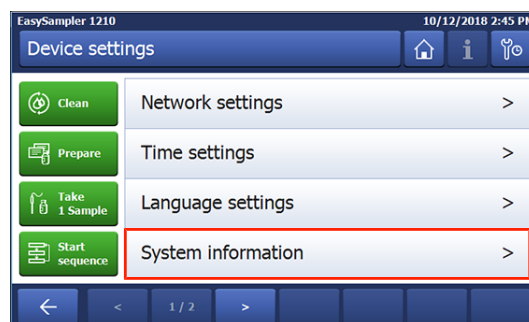 EasySampler 1210 10/12/2018 2:45 PM
Device settings
Clean
Network settings >
Prepare
Time settings >
Take
1 Sample
Language settings >
Start
sequence
System information >
< 1 / 2 >